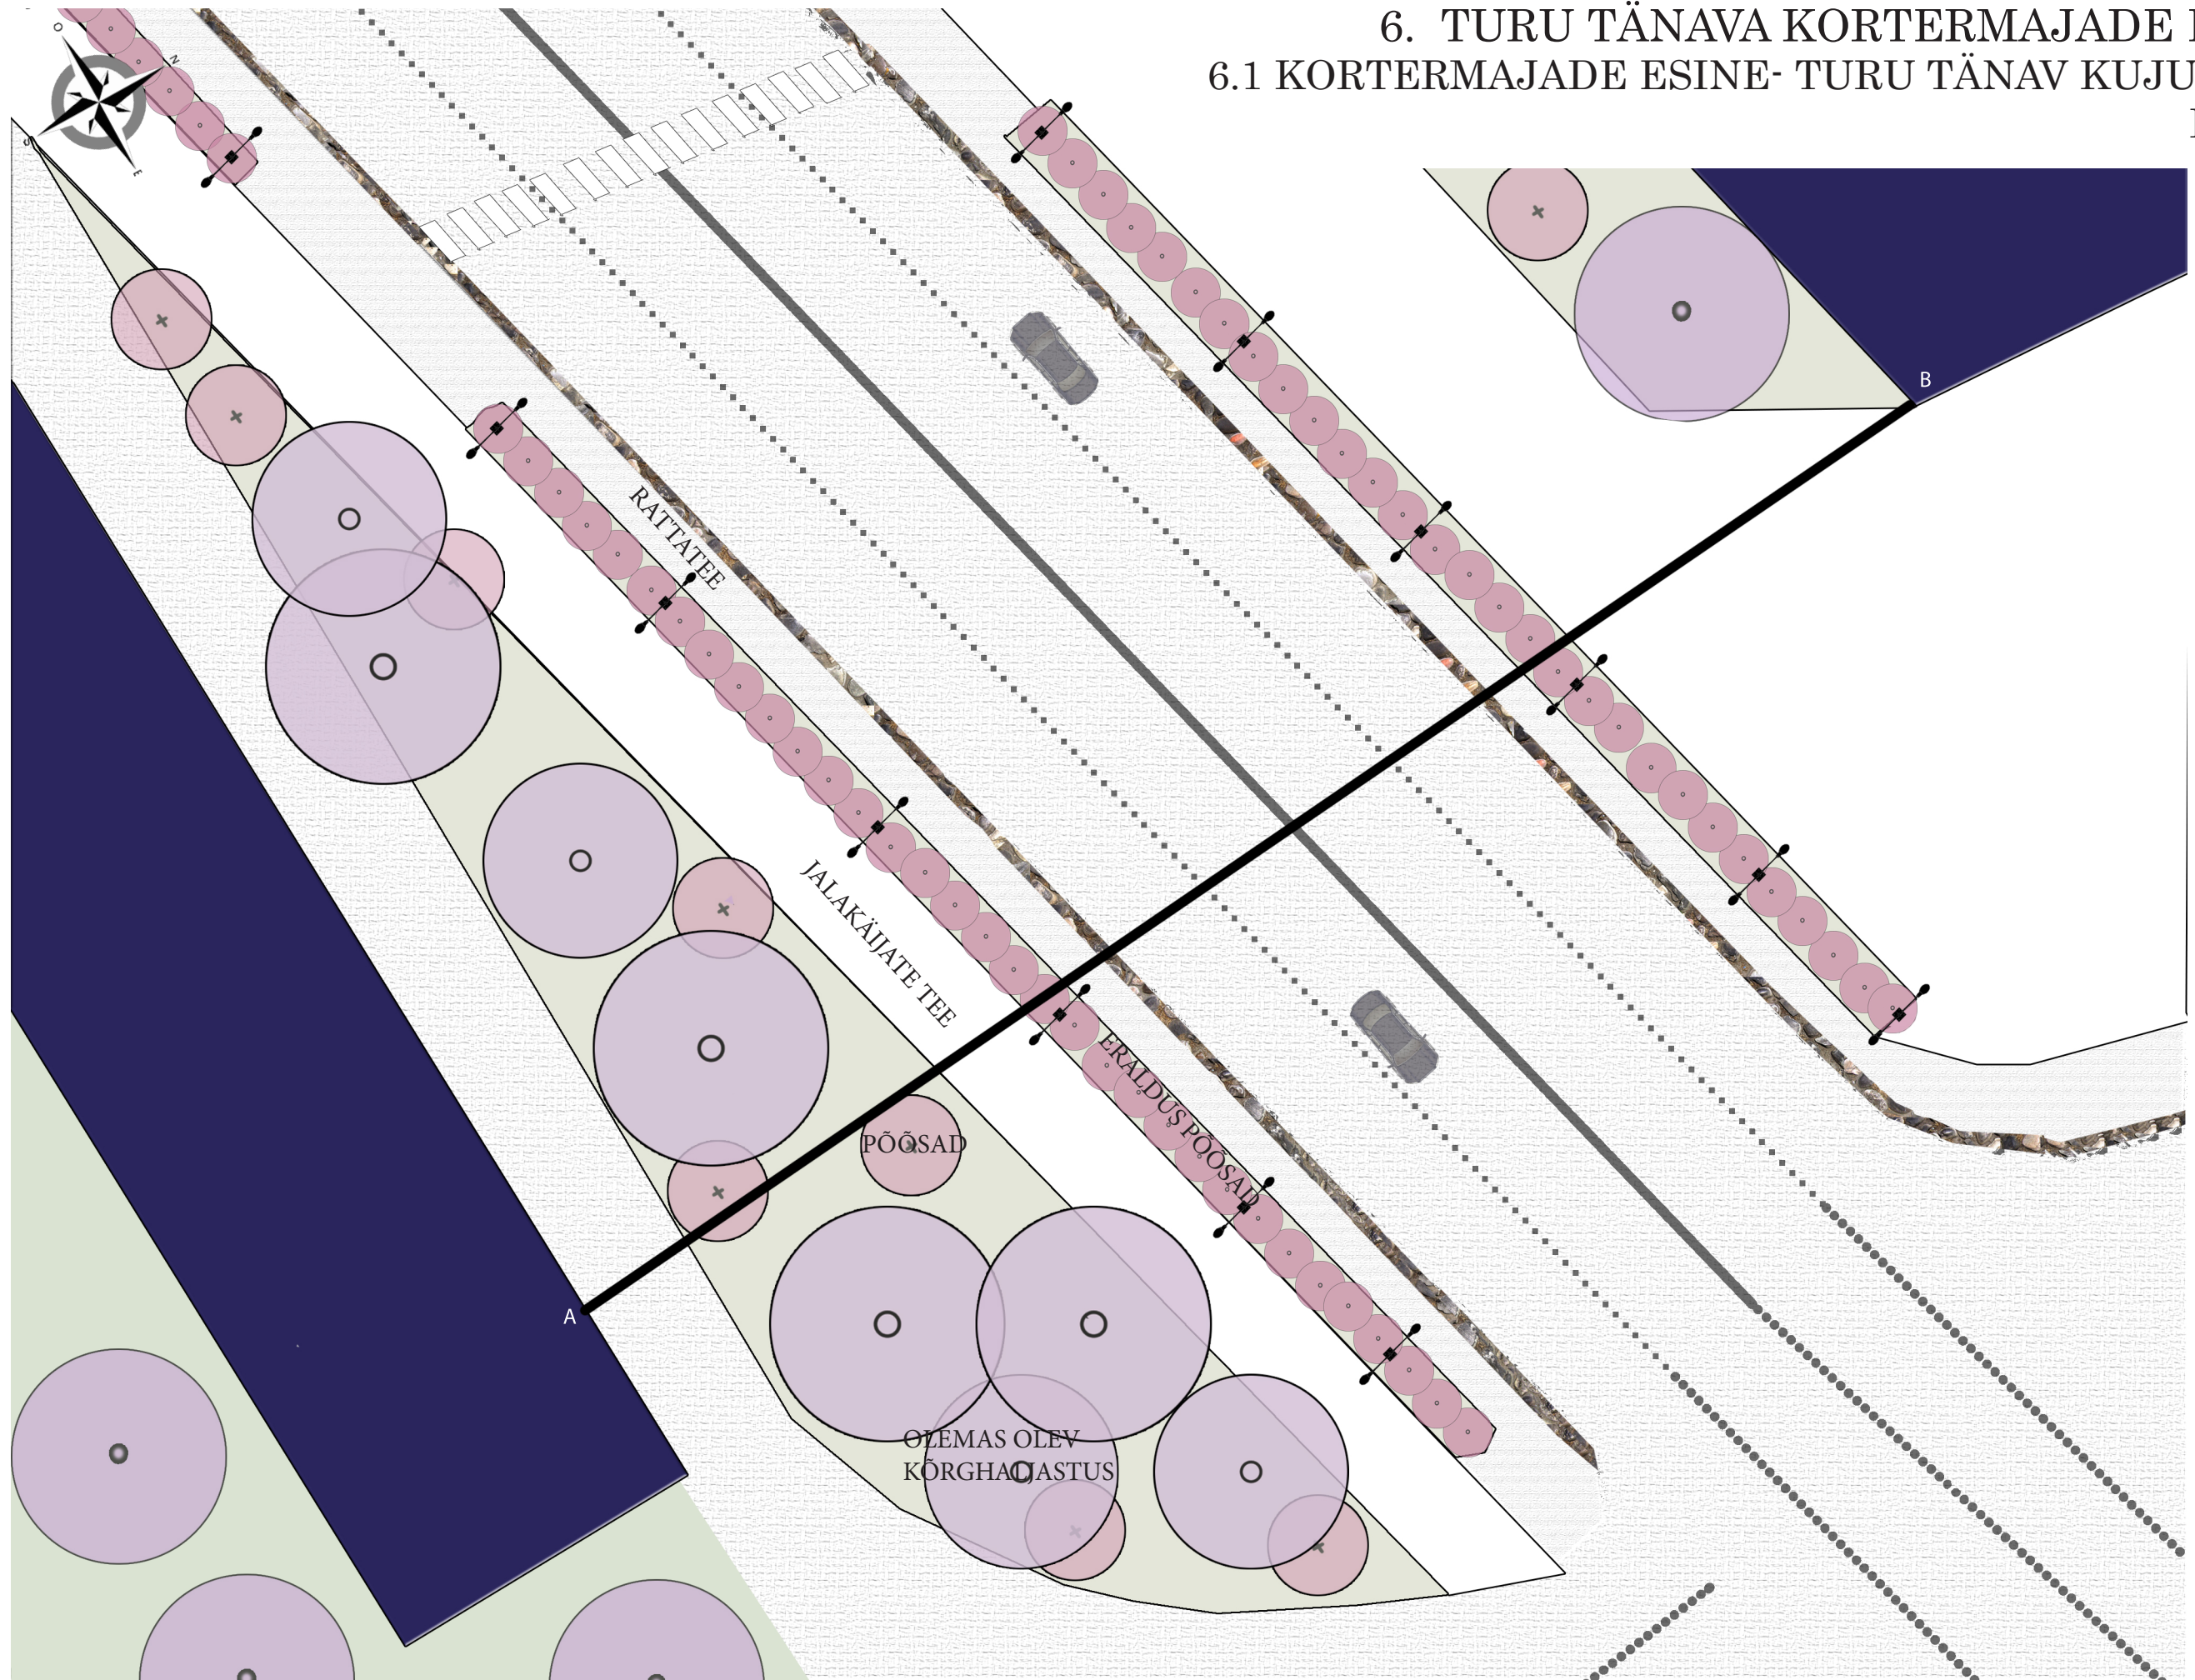 6. TURU TÄNAVA KORTERMAJADE
6.1 KORTERMAJADE ESINE- TURU TÄNAV KUJU
O
N
S
E
B
RATTATEE
JALAKÄIJATE TEE
ERALDUS PÕÕSAD
PÕÕSAD
A
OLEMAS OLEV
KÕRGHALJASTUS